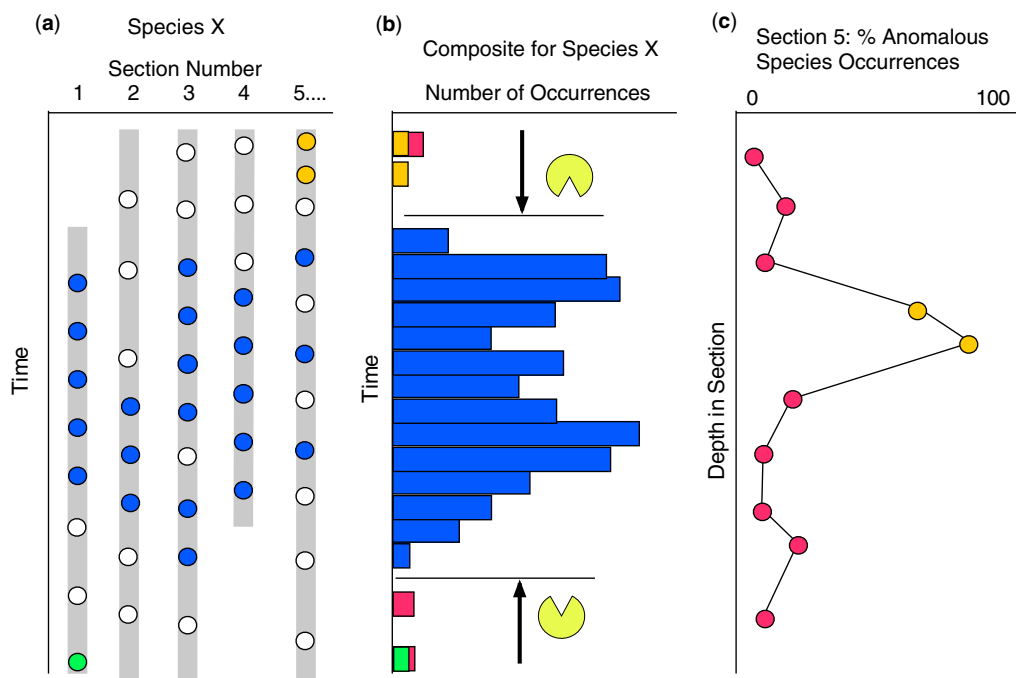 (a)
Species X
Section Number
1 2 3 4 5....
Time
(b)
Composite for Species X
Number of Occurrences
Time
(c)
Section 5: % Anomalous
Species Occurrences
0 100
Depth in Section